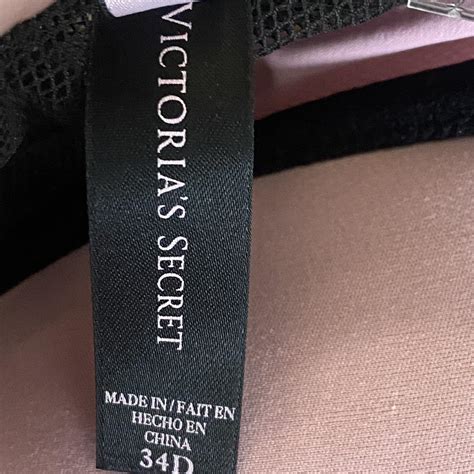 VICTORIA'S SECRET
MADE IN/FAIT EN
HECHO EN
CHINA
34D